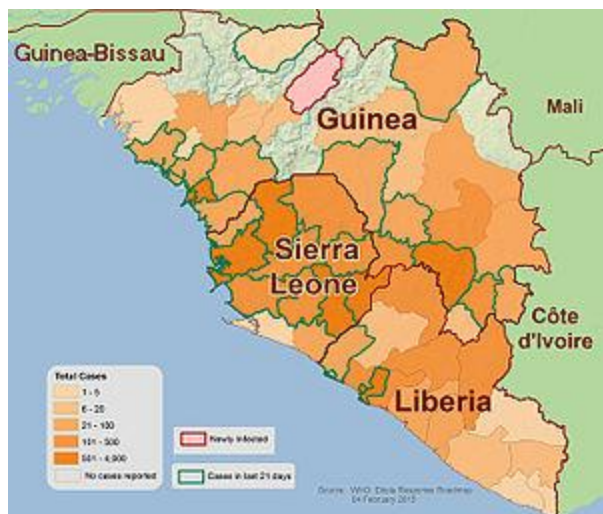 Guinea-Bissau
Mali
Guinea
Sierra
Leone
Côte
d'Ivoire
Liberia
Total Cases
1 - 5
6 - 20
21 - 100
101 - 500
501 - 4,000
No cases reported
Newly infected
Cases in last 21 days
Source: WHO: Ebola Response Roadmap
04 February 2015